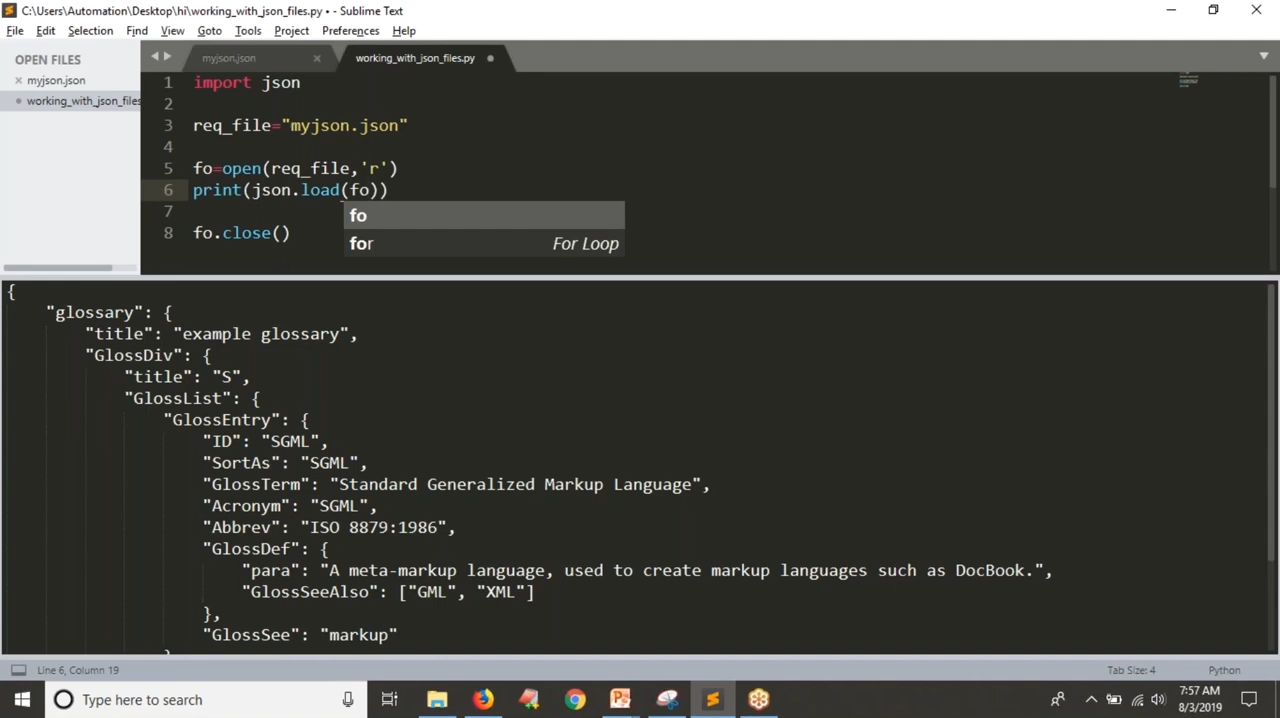 C:\Users\Automation\Desktop\hi\working_with_json_files.py • - Sublime Text
File Edit Selection Find View Goto Tools Project Preferences Help
OPEN FILES
myjson.json
working_with_json_files
myjson.json
working_with_json_files.py
1 import json
2
3 req_file="myjson.json"
4
5 fo=open(req_file,'r')
6 print(json.load(fo))
7
8 fo.close()
fo
for For Loop
{
"glossary": {
"title": "example glossary",
"GlossDiv": {
"title": "S",
"GlossList": {
"GlossEntry": {
"ID": "SGML",
"SortAs": "SGML",
"GlossTerm": "Standard Generalized Markup Language",
"Acronym": "SGML",
"Abbrev": "ISO 8879:1986",
"GlossDef": {
"para": "A meta-markup language, used to create markup languages such as DocBook.",
"GlossSeeAlso": ["GML", "XML"]
},
"GlossSee": "markup"
Line 6, Column 19
Tab Size: 4
Python
Type here to search
7:57 AM
8/3/2019